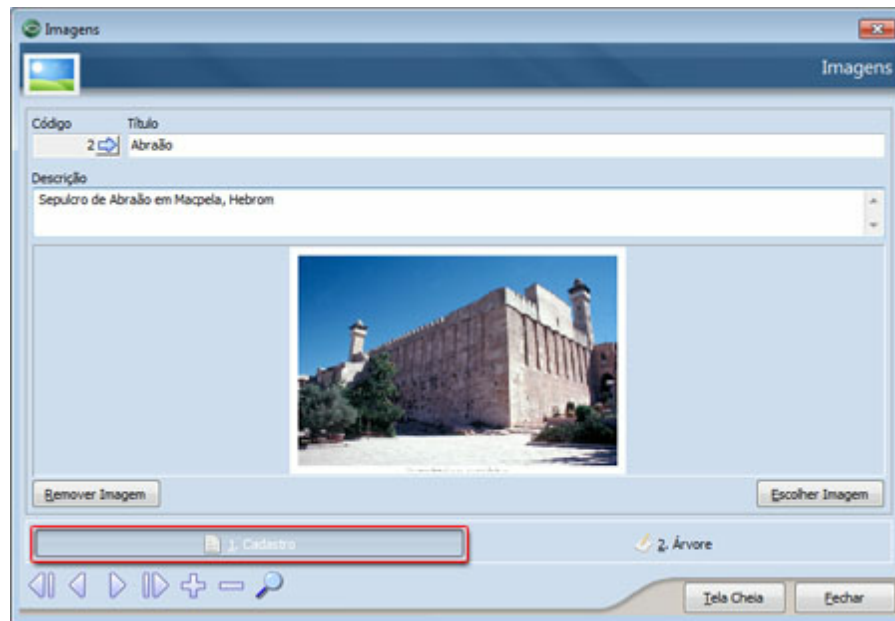 Imagens
Imagens
Código Título
2 Abraão
Descrição
Sepulcro de Abraão em Macpela, Hebrom
Remover Imagem Escolher Imagem
1. Cadastro 2. Árvore
Tela Cheia Fechar